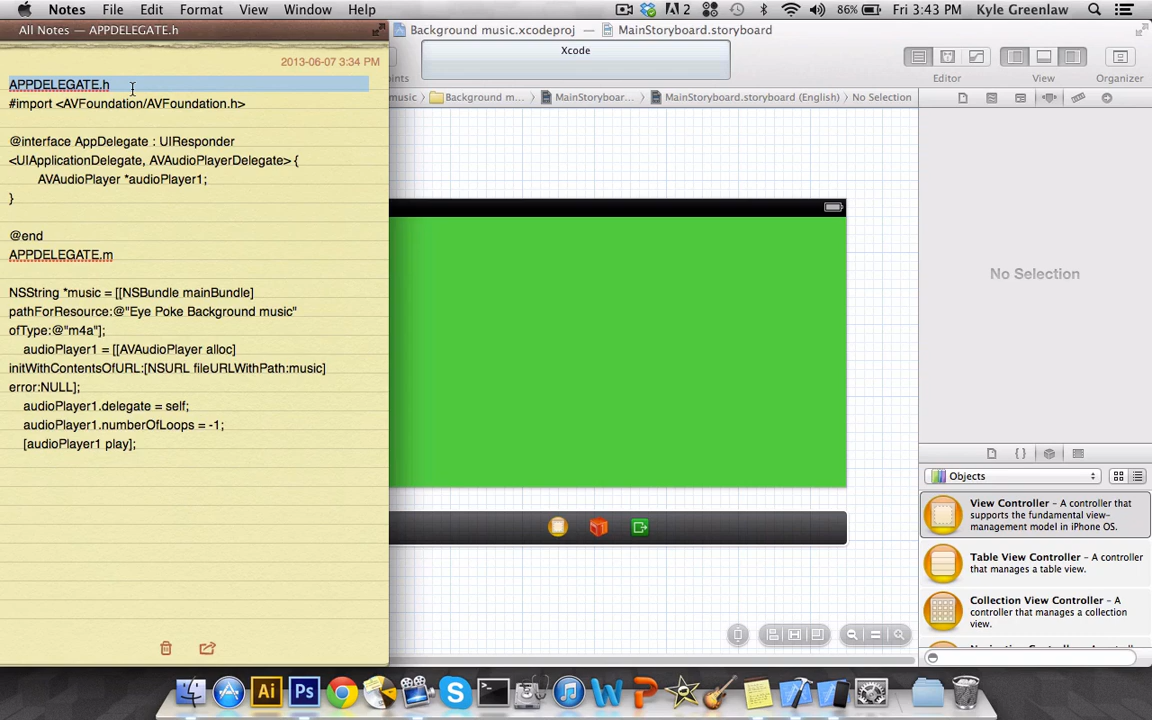 Notes File Edit Format View Window Help
2 86% Fri 3:43 PM Kyle Greenlaw
All Notes — APPDELEGATE.h
Background music.xcodeproj MainStoryboard.storyboard
Xcode
oints Editor View Organizer
music Background m... MainStoryboar... MainStoryboard.storyboard (English) No Selection
2013-06-07 3:34 PM
APPDELEGATE.h
#import <AVFoundation/AVFoundation.h>
@interface AppDelegate : UIResponder
<UIApplicationDelegate, AVAudioPlayerDelegate> {
AVAudioPlayer *audioPlayer1;
}
@end
APPDELEGATE.m
NSString *music = [[NSBundle mainBundle]
pathForResource:@"Eye Poke Background music"
ofType:@"m4a"];
audioPlayer1 = [[AVAudioPlayer alloc]
initWithContentsOfURL:[NSURL fileURLWithPath:music]
error:NULL];
audioPlayer1.delegate = self;
audioPlayer1.numberOfLoops = -1;
[audioPlayer1 play];
No Selection
Objects
View Controller – A controller that
supports the fundamental view-
management model in iPhone OS.
Table View Controller – A controller
that manages a table view.
Collection View Controller – A
controller that manages a collection
view.
Ai Ps